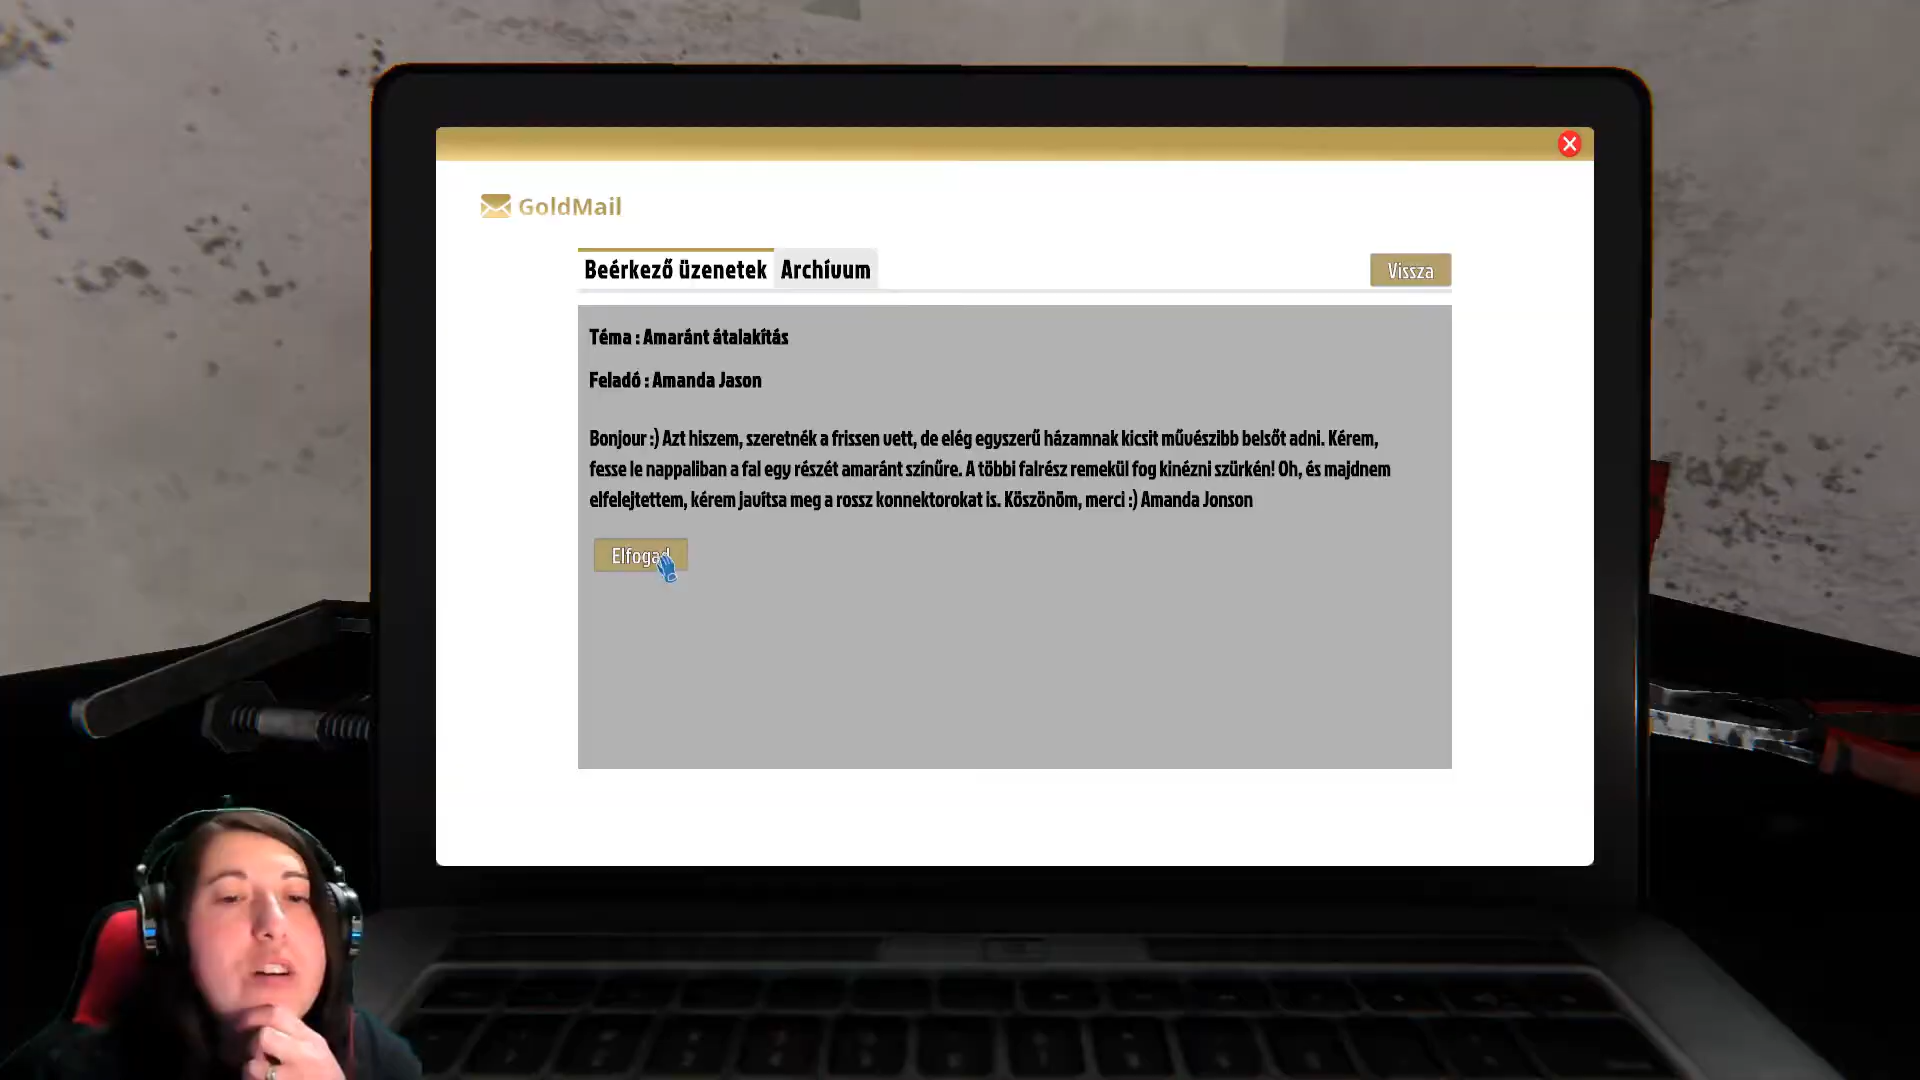 GoldMail
Beérkező üzenetek Archívum
Vissza
Téma : Amaránt átalakítás
Feladó : Amanda Jason
Bonjour :) Azt hiszem, szeretnék a frissen vett, de elég egyszerű házamnak kicsit művészibb belsőt adni. Kérem,
fesse le nappaliban a fal egy részét amaránt színűre. A többi falrész remekül fog kinézni szürkén! Oh, és majdnem
elfelejtettem, kérem javítsa meg a rossz konnektorokat is. Köszönöm, merci :) Amanda Jonson
Elfogad